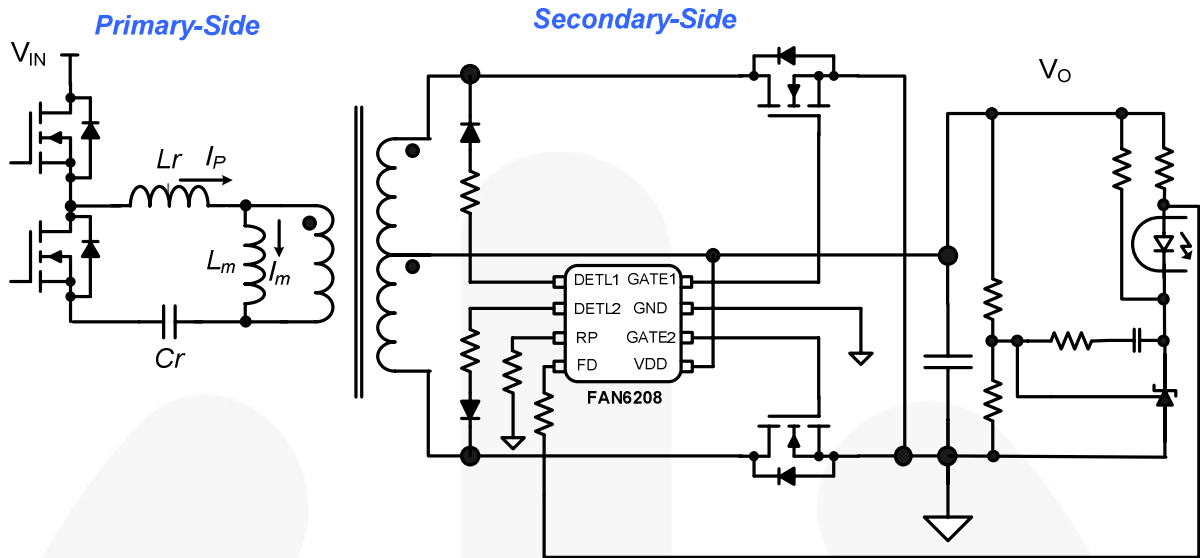 Primary-Side
Secondary-Side
VIN
VO
Lr
IP
Lm
Im
Cr
DETL1 GATE1
DETL2 GND
RP GATE2
FD VDD
FAN6208